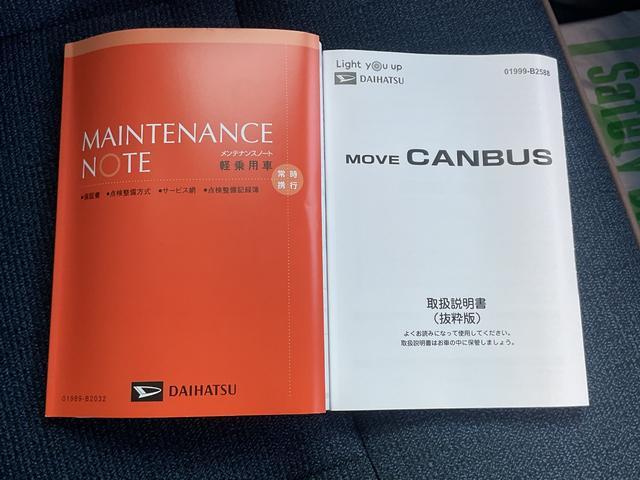 MAINTENANCE
NOTE
メンテナンスノート
軽乗用車
常時
携行
•保証書 •点検整備方式 •サービス網 •点検整備記録簿
DAIHATSU
01989-B2032
Light you up
DAIHATSU
01999-B2588
MOVE CANBUS
取扱説明書
（抜粋版）
よくお読みになって使用してください。
取扱説明書はお車の中に保管しましょう。
Safety